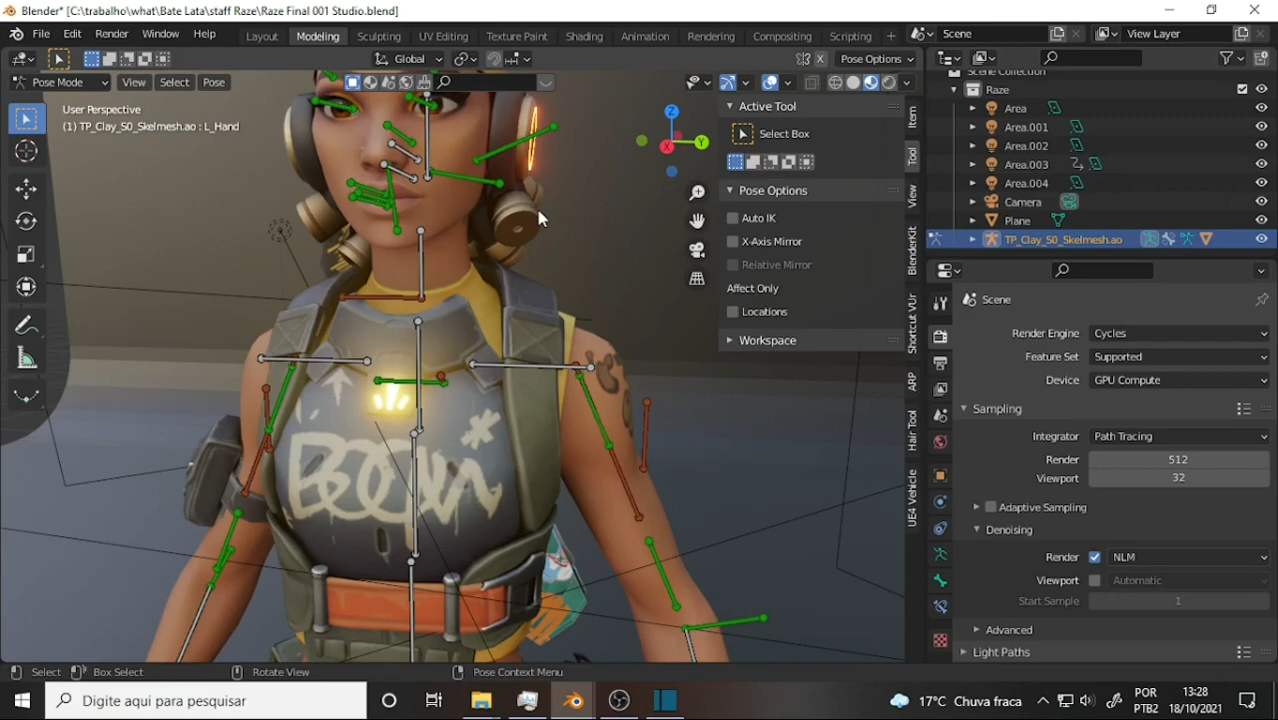 Blender* [C:\trabalho\what\Bate Lata\staff Raze\Raze Final 001 Studio.blend]
File Edit Render Window Help Layout Modeling Sculpting UV Editing Texture Paint Shading Animation Rendering Compositing Scripting + Scene View Layer
Global Pose Options
Pose Mode View Select Pose
User Perspective
(1) TP_Clay_S0_Skelmesh.ao : L_Hand
Z
Y
X
BOOM
Active Tool
Select Box
Pose Options
Auto IK
X-Axis Mirror
Relative Mirror
Affect Only
Locations
Workspace
Item
Tool
View
BlenderKit
Shortcut VUr
ARP
Hair Tool
UE4 Vehicle
Scene Collection
Raze
Area
Area.001
Area.002
Area.003
Area.004
Camera
Plane
TP_Clay_S0_Skelmesh.ao
Scene
Render Engine Cycles
Feature Set Supported
Device GPU Compute
Sampling
Integrator Path Tracing
Render 512
Viewport 32
Adaptive Sampling
Denoising
Render NLM
Viewport Automatic
Start Sample 1
Advanced
Light Paths
Select Box Select Rotate View Pose Context Menu
Digite aqui para pesquisar
17°C Chuva fraca
POR
PTB2
13:28
18/10/2021